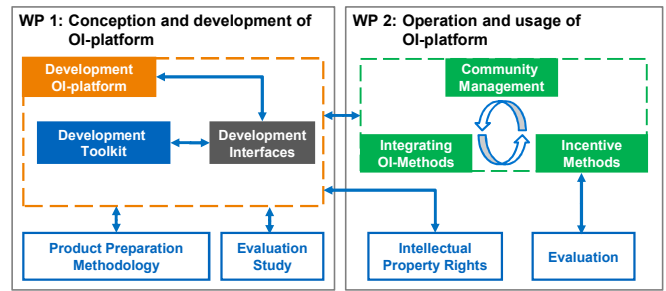 WP 1: Conception and development of
OI-platform
Development
OI-platform
Development
Toolkit
Development
Interfaces
Product Preparation
Methodology
Evaluation
Study
WP 2: Operation and usage of
OI-platform
Community
Management
Integrating
OI-Methods
Incentive
Methods
Intellectual
Property Rights
Evaluation